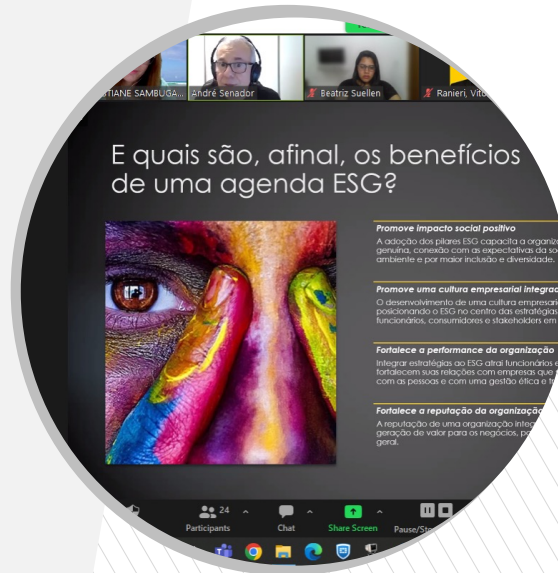 TIANE SAMBUGA...
André Senador
Beatriz Suellen
Ranieri, Vito
E quais são, afinal, os benefícios
de uma agenda ESG?
Promove impacto social positivo
A adoção dos pilares ESG capacita a organiz
genuína, conexão com as expectativas da so
ambiente e por maior inclusão e diversidade.
Promove uma cultura empresarial integrad
O desenvolvimento de uma cultura empresari
posicionando o ESG no centro das estratégias
funcionários, consumidores e stakeholders em
Fortalece a performance da organização
Integrar estratégias ao ESG atrai funcionários e
fortalecem suas relações com empresas que
com as pessoas e com uma gestão ética e t
Fortalece a reputação da organização
A reputação de uma organização integ
geração de valor para os negócios, pa
geral.
24
Participants
Chat
Share Screen
Pause/Sto